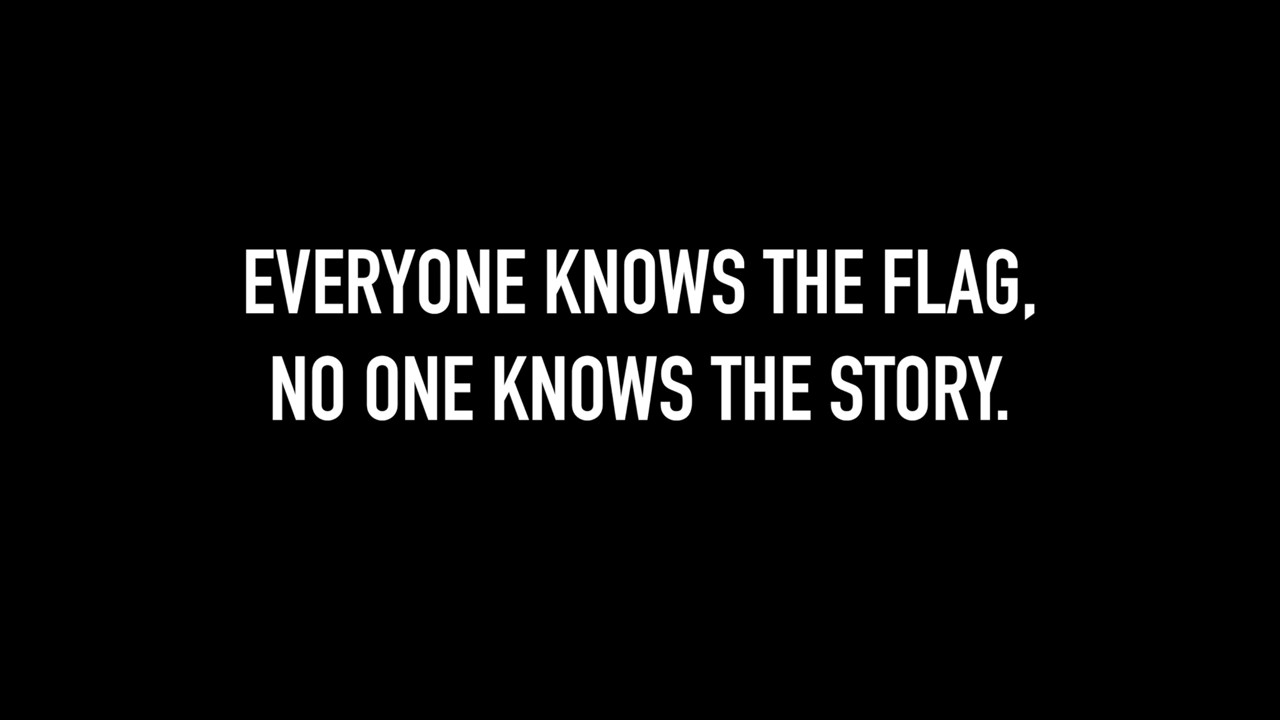 EVERYONE KNOWS THE FLAG,
NO ONE KNOWS THE STORY.